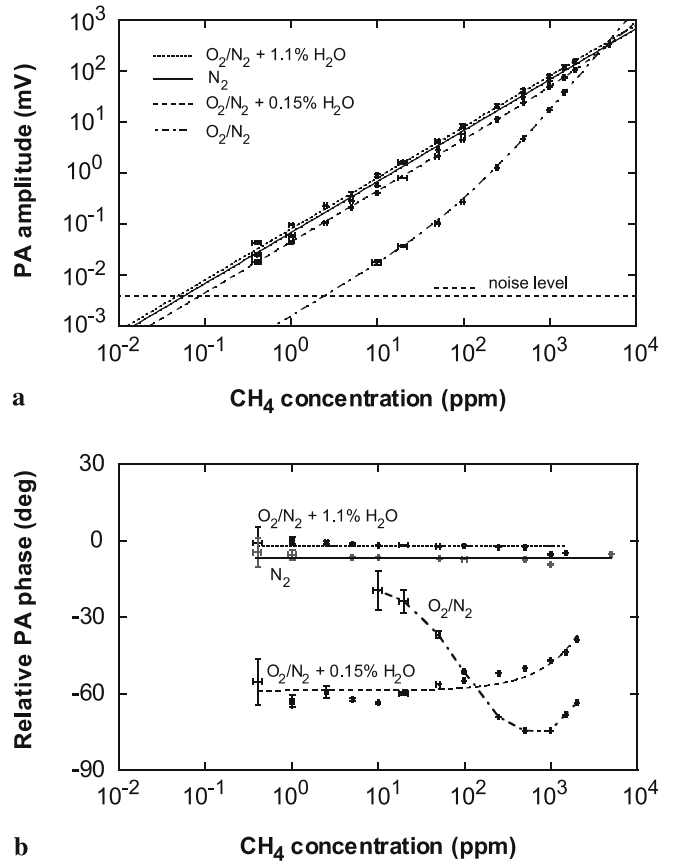 10³
10²
10¹
10⁰
10⁻¹
10⁻²
10⁻³
PA amplitude (mV)
O₂/N₂ + 1.1% H₂O
N₂
O₂/N₂ + 0.15% H₂O
O₂/N₂
noise level
10⁻² 10⁻¹ 10⁰ 10¹ 10² 10³ 10⁴
CH₄ concentration (ppm)
a
30
0
-30
-60
-90
Relative PA phase (deg)
O₂/N₂ + 1.1% H₂O
N₂
O₂/N₂
O₂/N₂ + 0.15% H₂O
10⁻² 10⁻¹ 10⁰ 10¹ 10² 10³ 10⁴
CH₄ concentration (ppm)
b